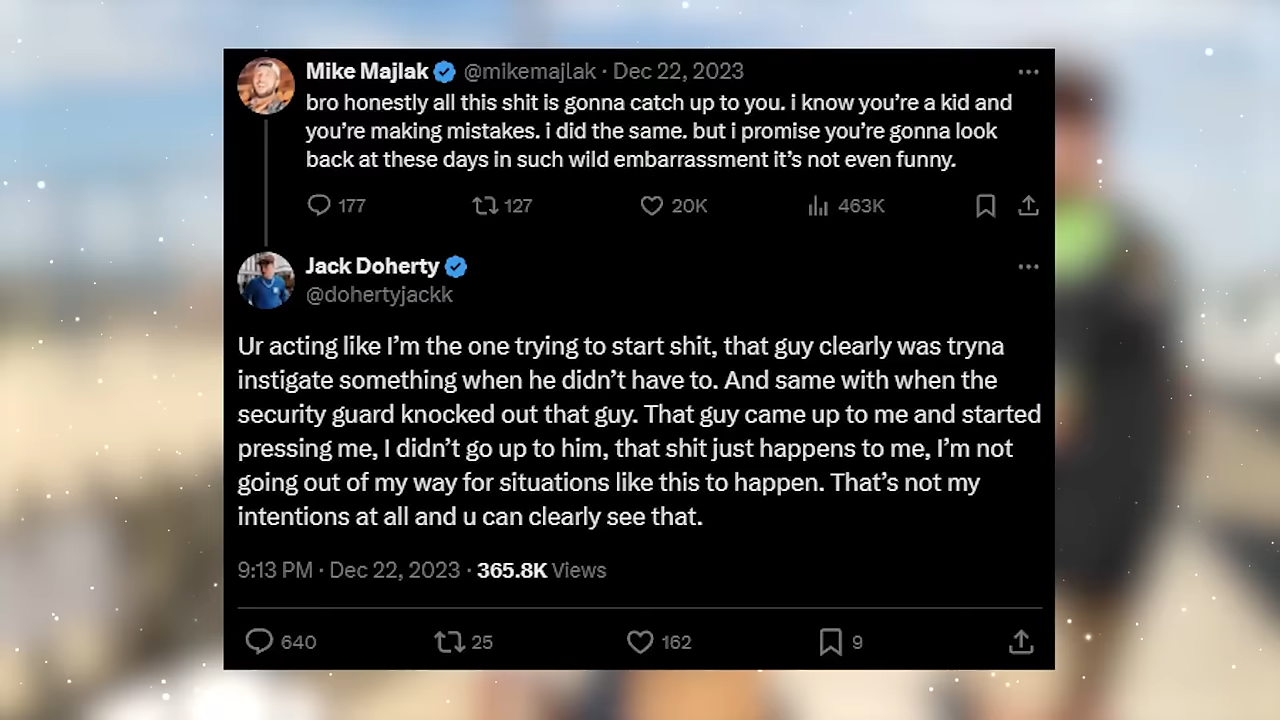 Mike Majlak @mikemajlak · Dec 22, 2023
bro honestly all this shit is gonna catch up to you. i know you’re a kid and
you’re making mistakes. i did the same. but i promise you’re gonna look
back at these days in such wild embarrassment it’s not even funny.
177 127 20K 463K
Jack Doherty
@dohertyjackk
Ur acting like I’m the one trying to start shit, that guy clearly was tryna
instigate something when he didn’t have to. And same with when the
security guard knocked out that guy. That guy came up to me and started
pressing me, I didn’t go up to him, that shit just happens to me, I’m not
going out of my way for situations like this to happen. That’s not my
intentions at all and u can clearly see that.
9:13 PM · Dec 22, 2023 · 365.8K Views
640 25 162 9